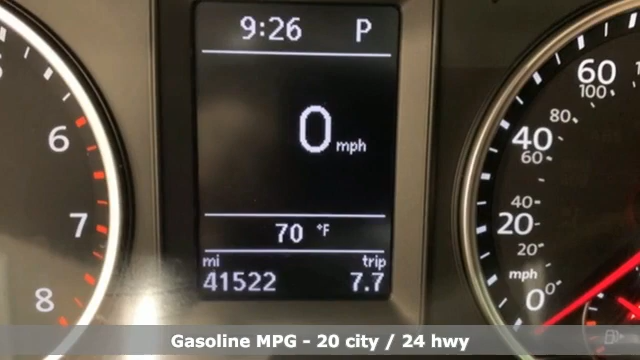 9:26 P
0 mph
70 °F
mi trip
41522 7.7
6
7
8
60
100
80
40
60
40
20
20
mph
0
0
Gasoline MPG - 20 city / 24 hwy